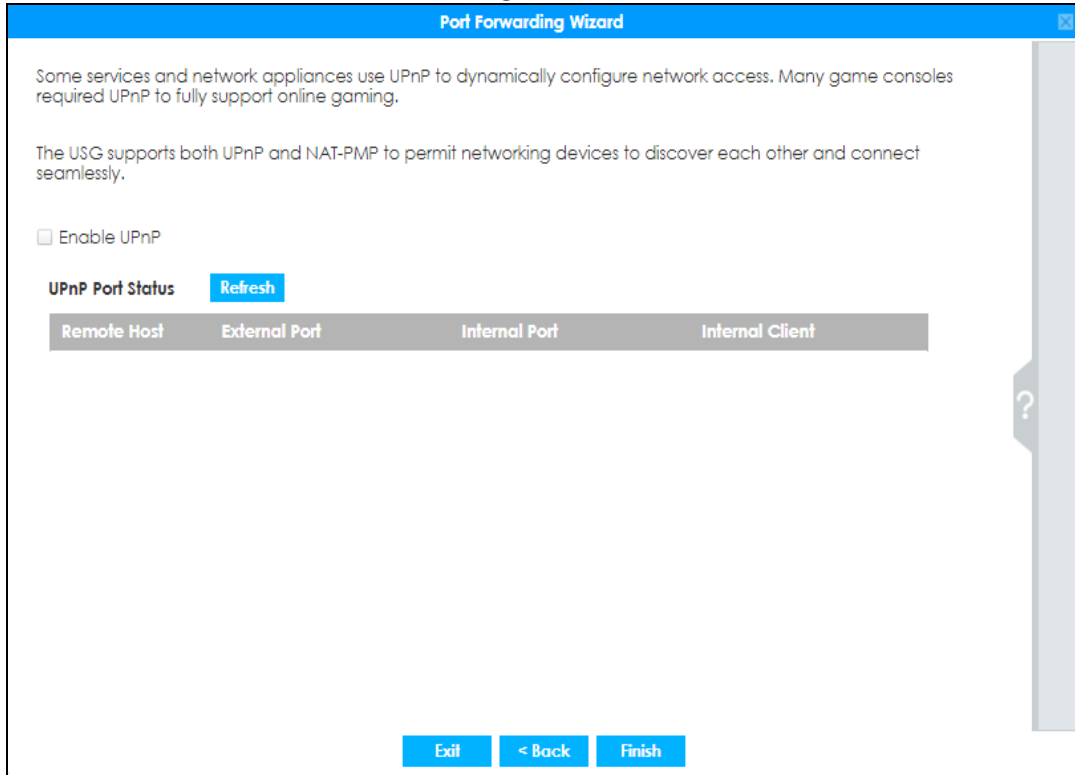 Port Forwarding Wizard
Some services and network appliances use UPnP to dynamically configure network access. Many game consoles
required UPnP to fully support online gaming.
The USG supports both UPnP and NAT-PMP to permit networking devices to discover each other and connect
seamlessly.
Enable UPnP
UPnP Port Status Refresh
Remote Host External Port Internal Port Internal Client
?
Exit < Back Finish